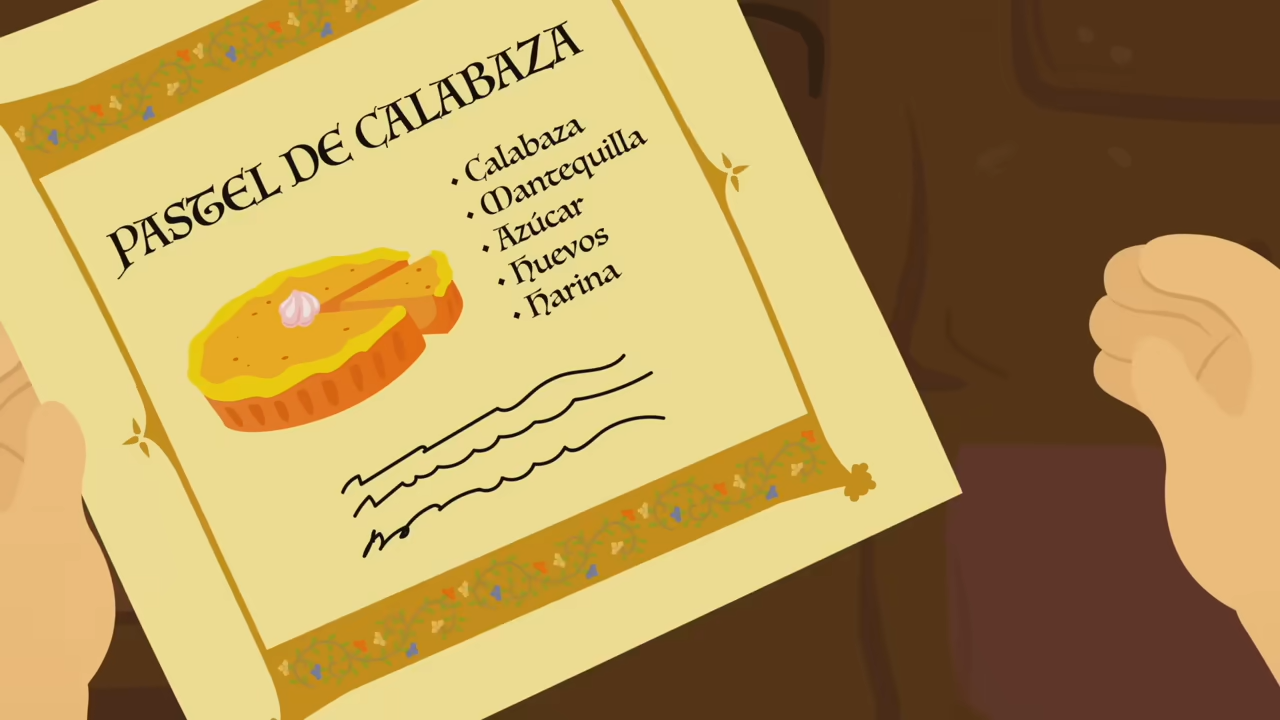 PASTEL DE CALABAZA
• Calabaza
• Mantequilla
• Azúcar
• Huevos
• Harina